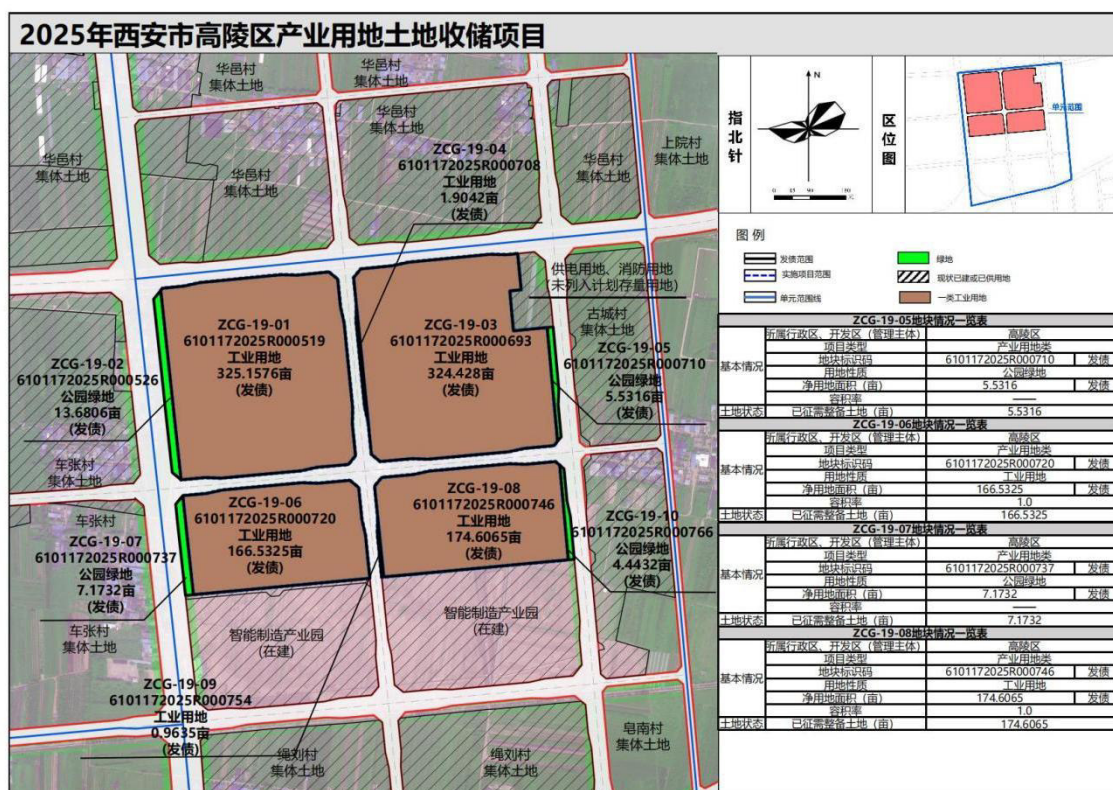 2025年西安市高陵区产业用地土地收储项目
华邑村
集体土地
华邑村
集体土地
华邑村
集体土地
华邑村
集体土地
华邑村
集体土地
华邑村
集体土地
上院村
集体土地
ZCG-19-04
6101172025R000708
工业用地
1.9042亩
(发债)
供电用地、消防用地
(未列入计划存量用地)
古城村
集体土地
ZCG-19-01
6101172025R000519
工业用地
325.1576亩
(发债)
ZCG-19-03
6101172025R000693
工业用地
324.428亩
(发债)
ZCG-19-02
6101172025R000526
公园绿地
13.6806亩
(发债)
ZCG-19-05
6101172025R000710
公园绿地
5.5316亩
(发债)
车张村
集体土地
ZCG-19-06
6101172025R000720
工业用地
166.5325亩
(发债)
ZCG-19-08
6101172025R000746
工业用地
174.6065亩
(发债)
车张村
ZCG-19-07
6101172025R000737
公园绿地
7.1732亩
(发债)
ZCG-19-10
6101172025R000766
公园绿地
4.4432亩
(发债)
车张村
集体土地
智能制造产业园
(在建)
智能制造产业园
(在建)
ZCG-19-09
6101172025R000754
工业用地
0.9635亩
(发债)
绳刘村
集体土地
绳刘村
集体土地
皂南村
集体土地
指北针
N
区位图
单元范围
图 例
发债范围
绿地
实施项目范围
现状已建或已供用地
单元范围线
一类工业用地
ZCG-19-05地块情况一览表
基本情况
所属行政区、开发区（管理主体） 高陵区
项目类型 产业用地类
地块标识码 6101172025R000710 发债
用地性质 公园绿地
净用地面积（亩） 5.5316 发债
容积率 ——
土地状态 已征需整备土地（亩） 5.5316
ZCG-19-06地块情况一览表
基本情况
所属行政区、开发区（管理主体） 高陵区
项目类型 产业用地类
地块标识码 6101172025R000720 发债
用地性质 工业用地
净用地面积（亩） 166.5325 发债
容积率 1.0
土地状态 已征需整备土地（亩） 166.5325
ZCG-19-07地块情况一览表
基本情况
所属行政区、开发区（管理主体） 高陵区
项目类型 产业用地类
地块标识码 6101172025R000737 发债
用地性质 公园绿地
净用地面积（亩） 7.1732 发债
容积率 ——
土地状态 已征需整备土地（亩） 7.1732
ZCG-19-08地块情况一览表
基本情况
所属行政区、开发区（管理主体） 高陵区
项目类型 产业用地类
地块标识码 6101172025R000746 发债
用地性质 工业用地
净用地面积（亩） 174.6065 发债
容积率 1.0
土地状态 已征需整备土地（亩） 174.6065